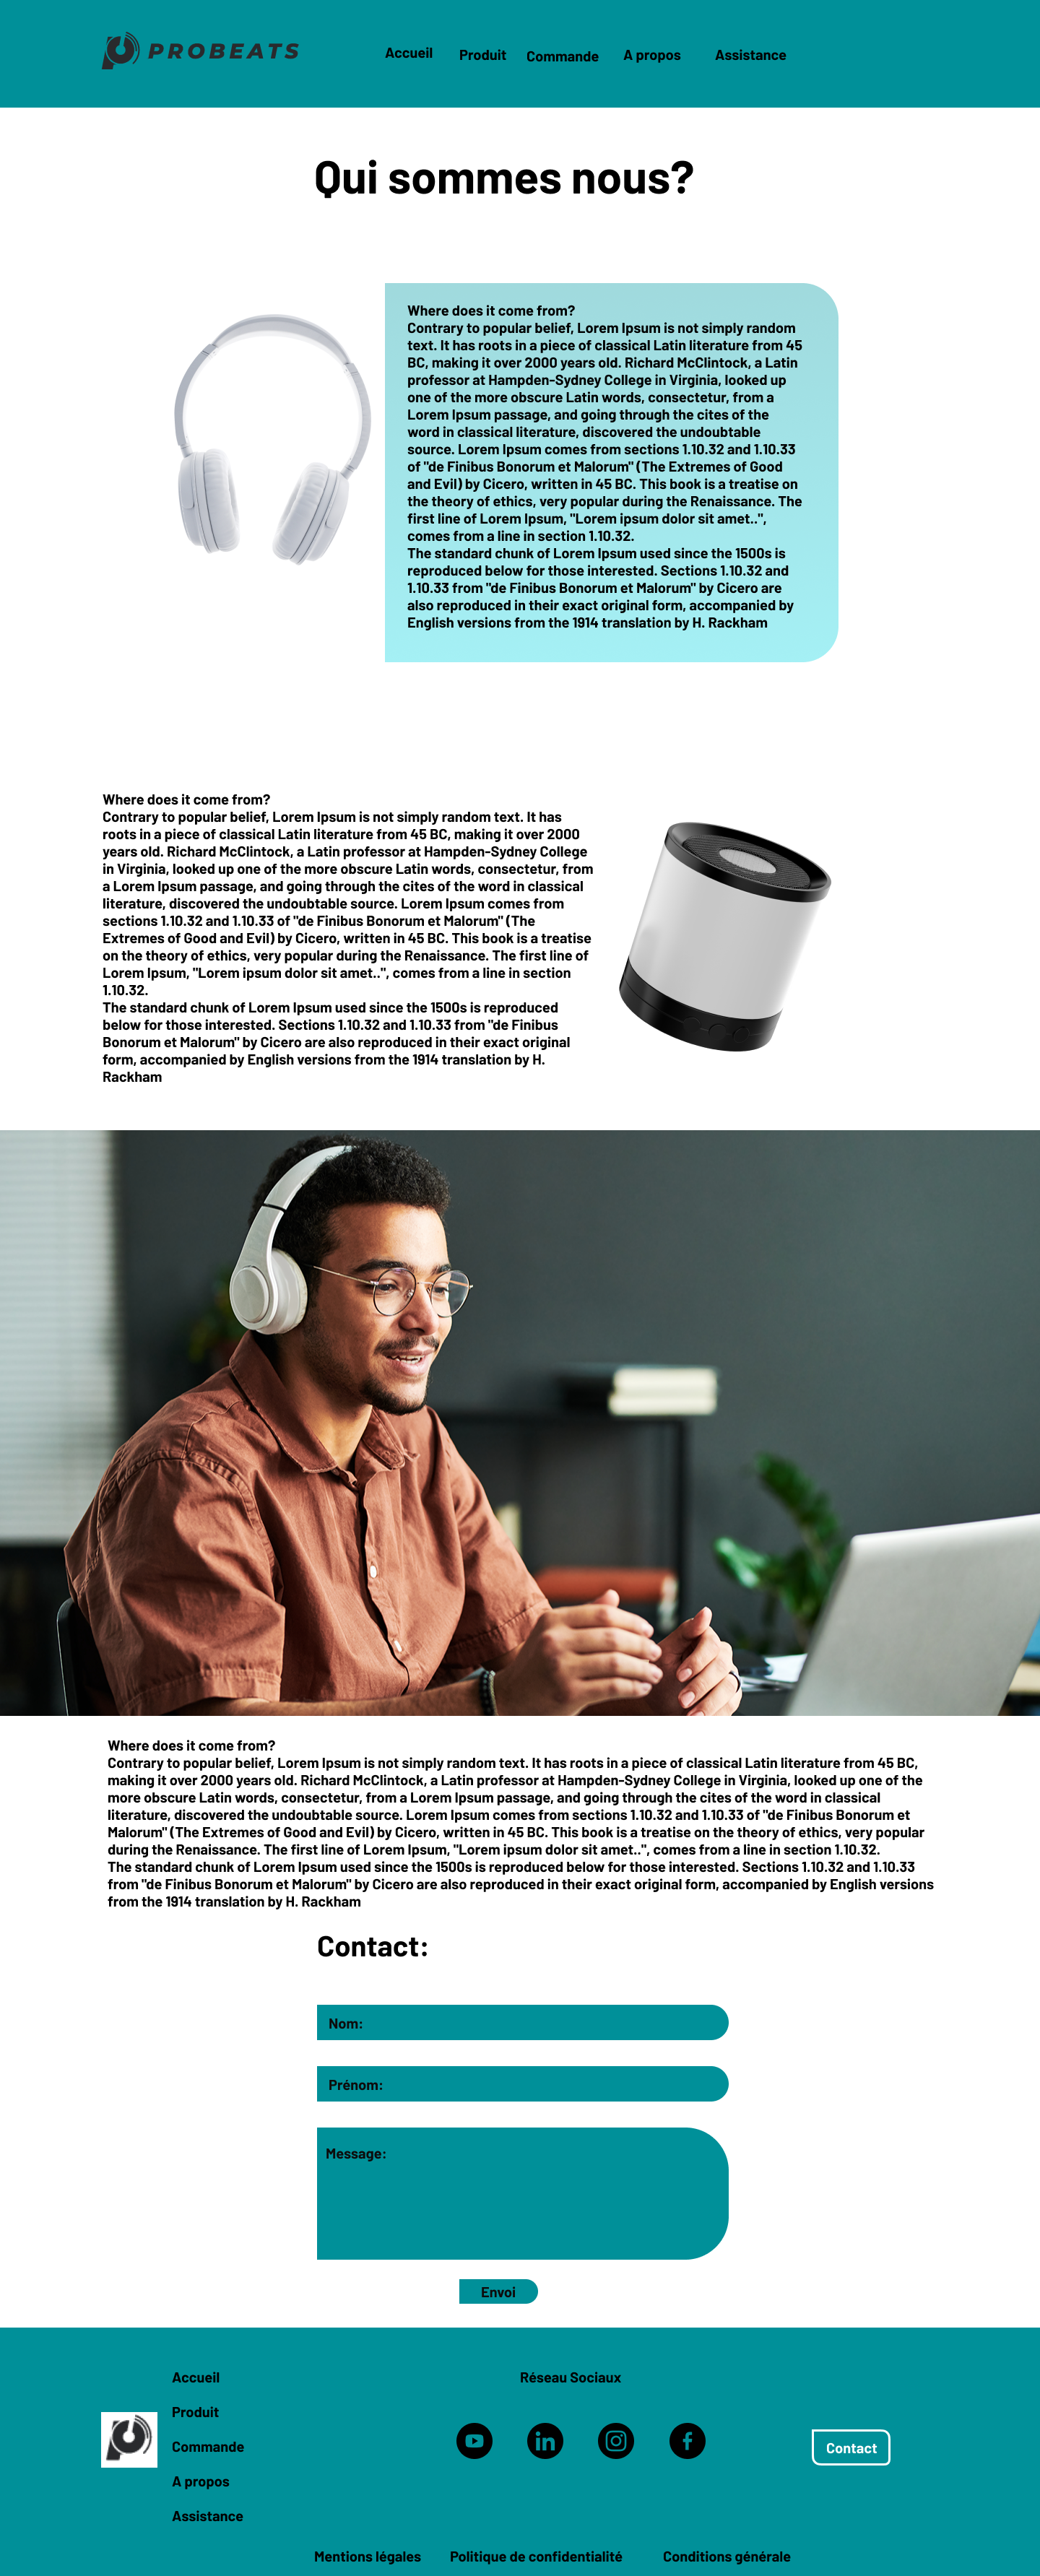 PROBEATS
Accueil Produit Commande A propos Assistance
Qui sommes nous?
Where does it come from?
Contrary to popular belief, Lorem Ipsum is not simply random
text. It has roots in a piece of classical Latin literature from 45
BC, making it over 2000 years old. Richard McClintock, a Latin
professor at Hampden-Sydney College in Virginia, looked up
one of the more obscure Latin words, consectetur, from a
Lorem Ipsum passage, and going through the cites of the
word in classical literature, discovered the undoubtable
source. Lorem Ipsum comes from sections 1.10.32 and 1.10.33
of "de Finibus Bonorum et Malorum" (The Extremes of Good
and Evil) by Cicero, written in 45 BC. This book is a treatise on
the theory of ethics, very popular during the Renaissance. The
first line of Lorem Ipsum, "Lorem ipsum dolor sit amet..",
comes from a line in section 1.10.32.
The standard chunk of Lorem Ipsum used since the 1500s is
reproduced below for those interested. Sections 1.10.32 and
1.10.33 from "de Finibus Bonorum et Malorum" by Cicero are
also reproduced in their exact original form, accompanied by
English versions from the 1914 translation by H. Rackham
Where does it come from?
Contrary to popular belief, Lorem Ipsum is not simply random text. It has
roots in a piece of classical Latin literature from 45 BC, making it over 2000
years old. Richard McClintock, a Latin professor at Hampden-Sydney College
in Virginia, looked up one of the more obscure Latin words, consectetur, from
a Lorem Ipsum passage, and going through the cites of the word in classical
literature, discovered the undoubtable source. Lorem Ipsum comes from
sections 1.10.32 and 1.10.33 of "de Finibus Bonorum et Malorum" (The
Extremes of Good and Evil) by Cicero, written in 45 BC. This book is a treatise
on the theory of ethics, very popular during the Renaissance. The first line of
Lorem Ipsum, "Lorem ipsum dolor sit amet..", comes from a line in section
1.10.32.
The standard chunk of Lorem Ipsum used since the 1500s is reproduced
below for those interested. Sections 1.10.32 and 1.10.33 from "de Finibus
Bonorum et Malorum" by Cicero are also reproduced in their exact original
form, accompanied by English versions from the 1914 translation by H.
Rackham
Where does it come from?
Contrary to popular belief, Lorem Ipsum is not simply random text. It has roots in a piece of classical Latin literature from 45 BC,
making it over 2000 years old. Richard McClintock, a Latin professor at Hampden-Sydney College in Virginia, looked up one of the
more obscure Latin words, consectetur, from a Lorem Ipsum passage, and going through the cites of the word in classical
literature, discovered the undoubtable source. Lorem Ipsum comes from sections 1.10.32 and 1.10.33 of "de Finibus Bonorum et
Malorum" (The Extremes of Good and Evil) by Cicero, written in 45 BC. This book is a treatise on the theory of ethics, very popular
during the Renaissance. The first line of Lorem Ipsum, "Lorem ipsum dolor sit amet..", comes from a line in section 1.10.32.
The standard chunk of Lorem Ipsum used since the 1500s is reproduced below for those interested. Sections 1.10.32 and 1.10.33
from "de Finibus Bonorum et Malorum" by Cicero are also reproduced in their exact original form, accompanied by English versions
from the 1914 translation by H. Rackham
Contact:
Nom:
Prénom:
Message:
Envoi
Accueil
Produit
Commande
A propos
Assistance
Réseau Sociaux
Contact
Mentions légales Politique de confidentialité Conditions générale